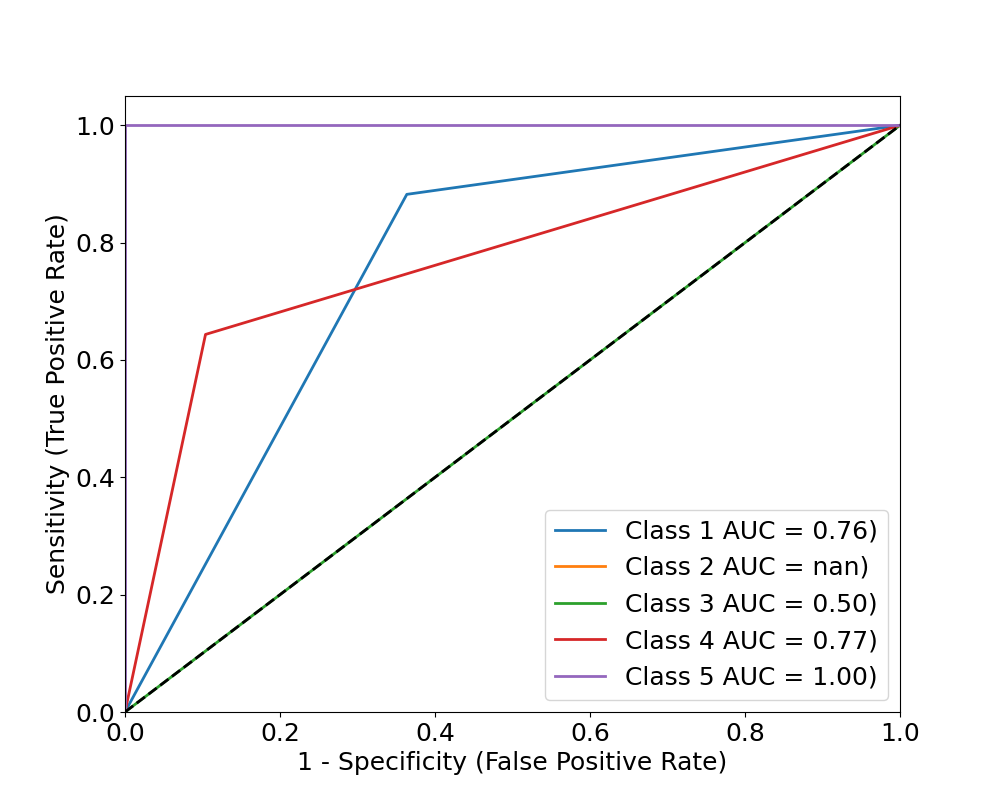 1.0
0.8
0.6
0.4
0.2
0.0
Sensitivity (True Positive Rate)
Class 1 AUC = 0.76)
Class 2 AUC = nan)
Class 3 AUC = 0.50)
Class 4 AUC = 0.77)
Class 5 AUC = 1.00)
0.0 0.2 0.4 0.6 0.8 1.0
1 - Specificity (False Positive Rate)